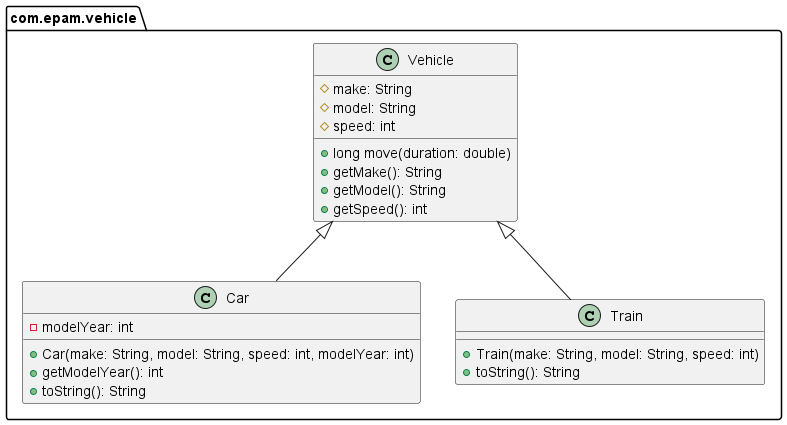 com.epam.vehicle
C Vehicle
make: String
model: String
speed: int
long move(duration: double)
getMake(): String
getModel(): String
getSpeed(): int
C Car
modelYear: int
Car(make: String, model: String, speed: int, modelYear: int)
getModelYear(): int
toString(): String
C Train
Train(make: String, model: String, speed: int)
toString(): String